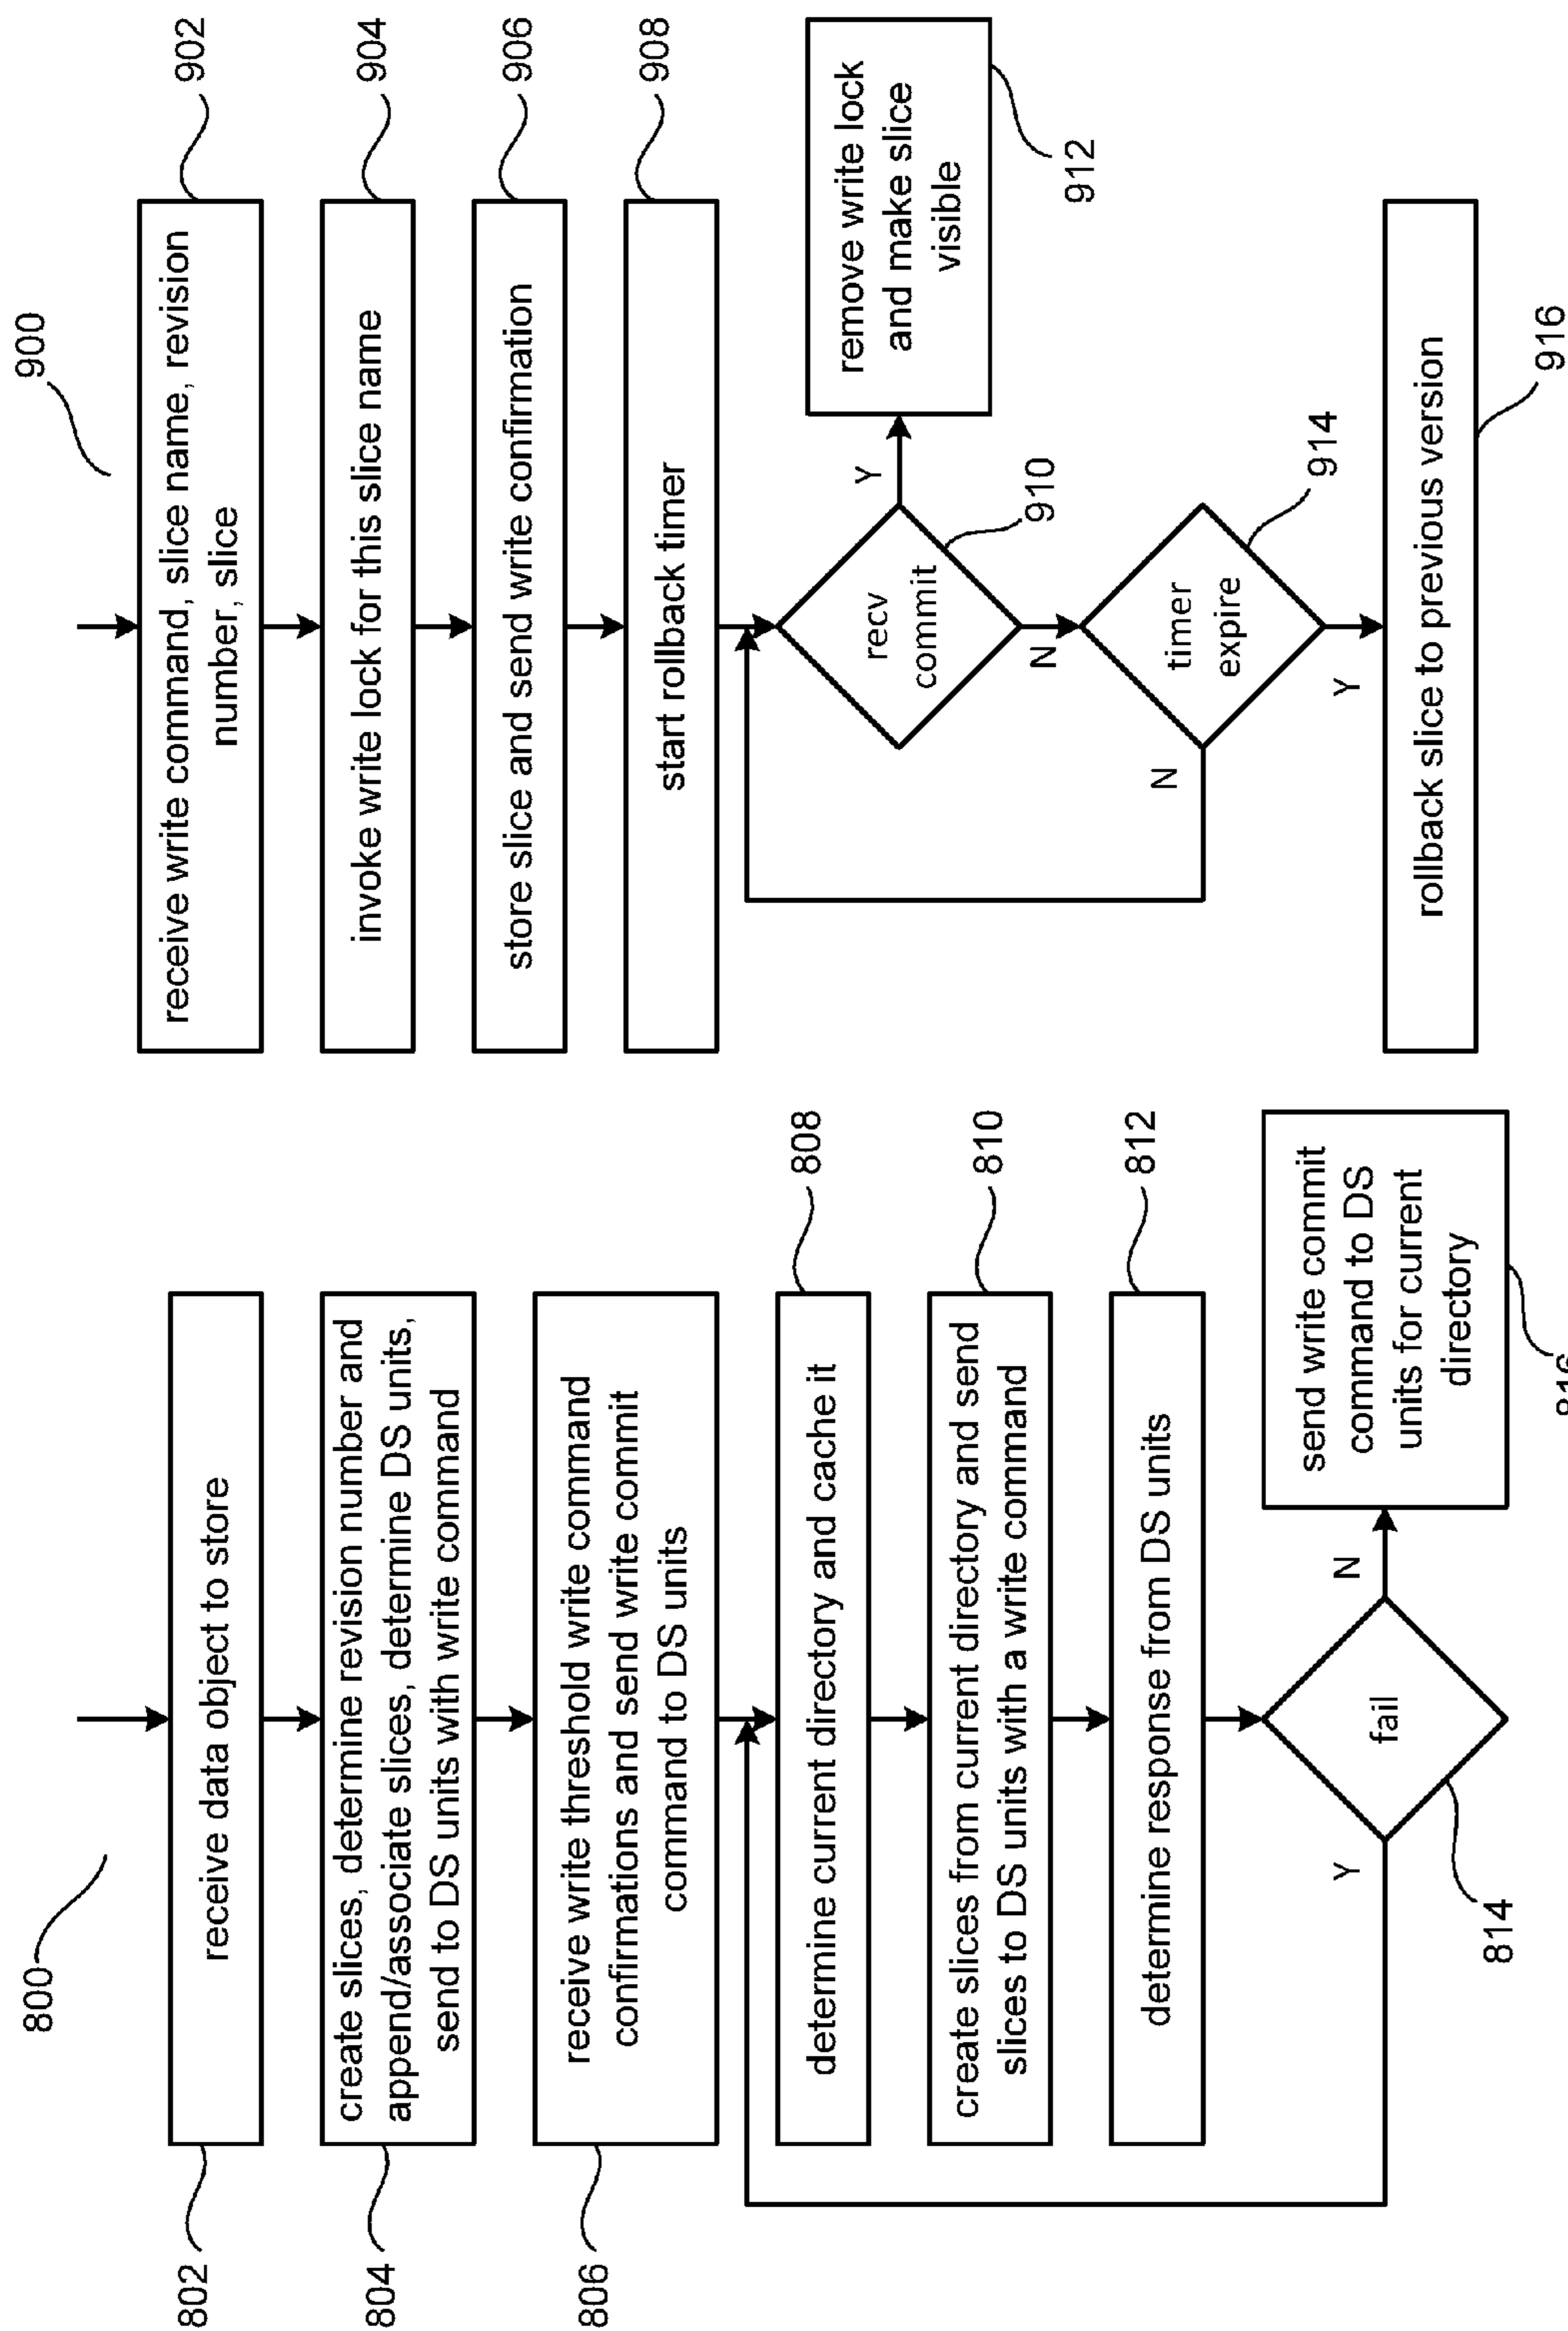 800
802
receive data object to store
804
create slices, determine revision number and
append/associate slices, determine DS units,
send to DS units with write command
806
receive write threshold write command
confirmations and send write commit
command to DS units
determine current directory and cache it
808
create slices from current directory and send
slices to DS units with a write command
810
determine response from DS units
812
fail
814
Y
N
send write commit
command to DS
units for current
directory
900
receive write command, slice name, revision
number, slice
902
invoke write lock for this slice name
904
store slice and send write confirmation
906
start rollback timer
908
recv
commit
910
Y
N
remove write lock
and make slice
visible
912
timer
expire
914
N
Y
rollback slice to previous version
916